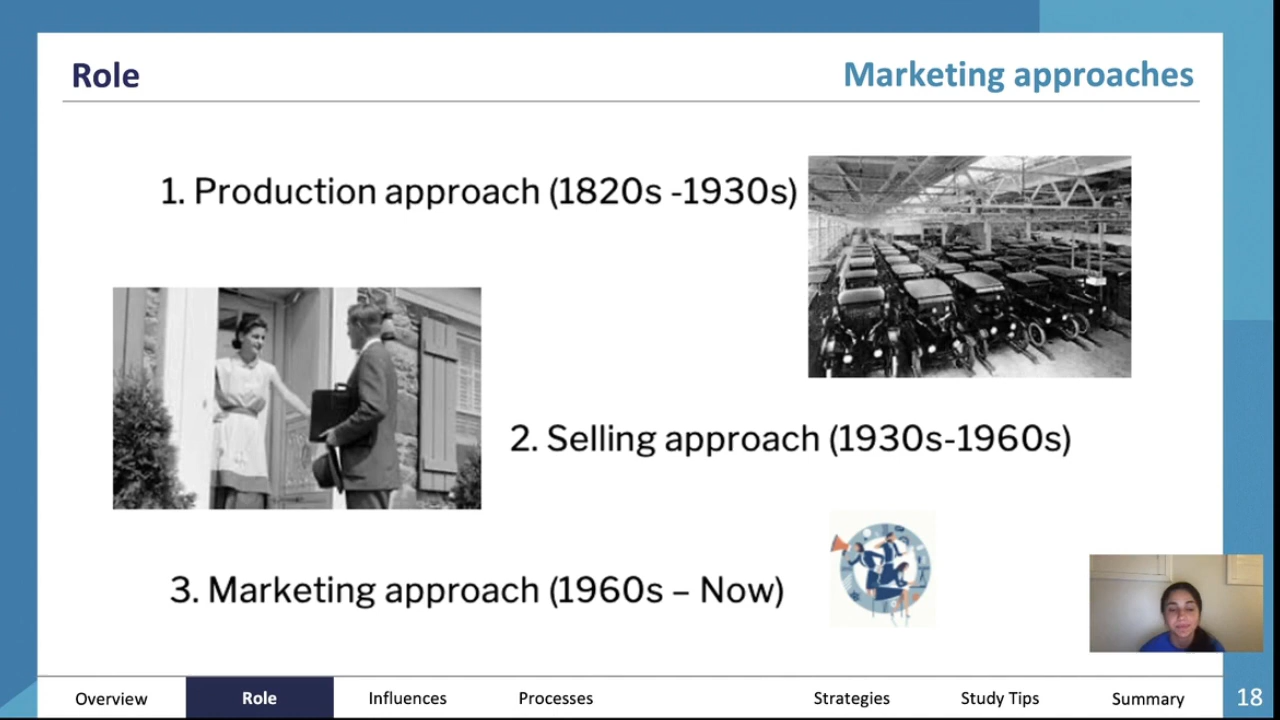 Role
Marketing approaches
1. Production approach (1820s -1930s)
2. Selling approach (1930s-1960s)
3. Marketing approach (1960s – Now)
Overview
Role
Influences
Processes
Strategies
Study Tips
Summary
18